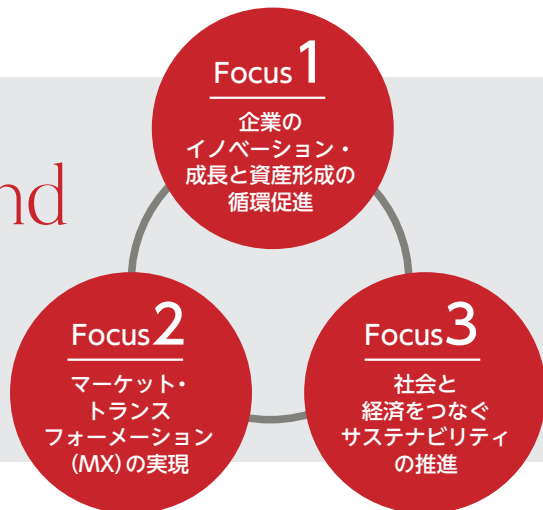 Focus 1
企業の
イノベーション・
成長と資産形成の
循環促進
nd
Focus 2
マーケット・
トランス
フォーメーション
(MX)の実現
Focus 3
社会と
経済をつなぐ
サステナビリティ
の推進